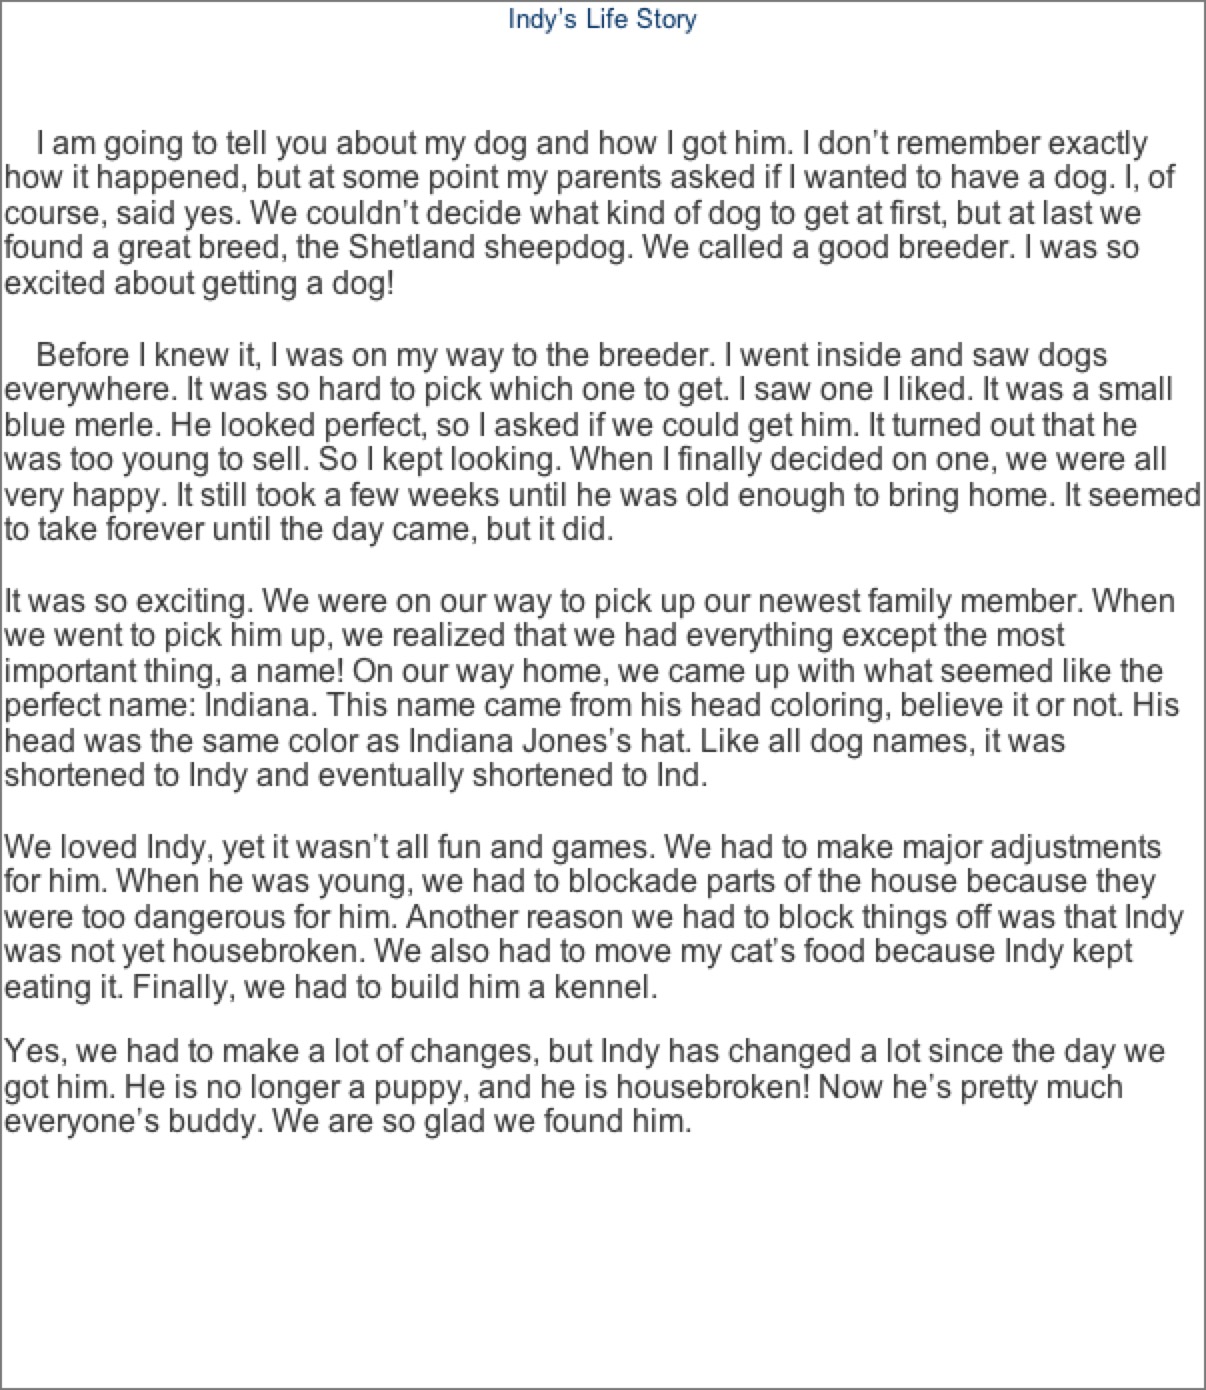 Indy’s Life Story
I am going to tell you about my dog and how I got him. I don’t remember exactly
how it happened, but at some point my parents asked if I wanted to have a dog. I, of
course, said yes. We couldn’t decide what kind of dog to get at first, but at last we
found a great breed, the Shetland sheepdog. We called a good breeder. I was so
excited about getting a dog!
Before I knew it, I was on my way to the breeder. I went inside and saw dogs
everywhere. It was so hard to pick which one to get. I saw one I liked. It was a small
blue merle. He looked perfect, so I asked if we could get him. It turned out that he
was too young to sell. So I kept looking. When I finally decided on one, we were all
very happy. It still took a few weeks until he was old enough to bring home. It seemed
to take forever until the day came, but it did.
It was so exciting. We were on our way to pick up our newest family member. When
we went to pick him up, we realized that we had everything except the most
important thing, a name! On our way home, we came up with what seemed like the
perfect name: Indiana. This name came from his head coloring, believe it or not. His
head was the same color as Indiana Jones’s hat. Like all dog names, it was
shortened to Indy and eventually shortened to Ind.
We loved Indy, yet it wasn’t all fun and games. We had to make major adjustments
for him. When he was young, we had to blockade parts of the house because they
were too dangerous for him. Another reason we had to block things off was that Indy
was not yet housebroken. We also had to move my cat’s food because Indy kept
eating it. Finally, we had to build him a kennel.
Yes, we had to make a lot of changes, but Indy has changed a lot since the day we
got him. He is no longer a puppy, and he is housebroken! Now he’s pretty much
everyone’s buddy. We are so glad we found him.